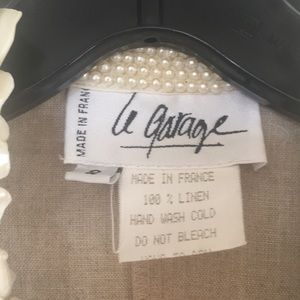 MADE IN FRAN
Le garage
MADE IN FRANCE
100 % LINEN
HAND WASH COLD
DO NOT BLEACH